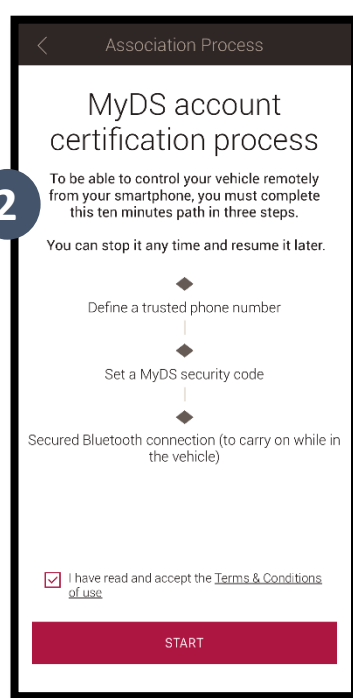 Association Process
MyDS account
certification process
To be able to control your vehicle remotely
from your smartphone, you must complete
this ten minutes path in three steps.
2
You can stop it any time and resume it later.
Define a trusted phone number
Set a MyDS security code
Secured Bluetooth connection (to carry on while in
the vehicle)
I have read and accept the Terms & Conditions
of use
START